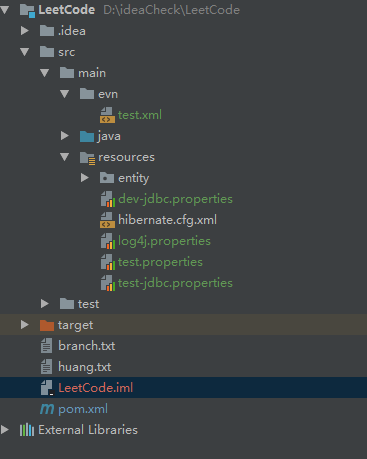 LeetCode D:\ideaCheck\LeetCode
.idea
src
main
evn
test.xml
java
resources
entity
dev-jdbc.properties
hibernate.cfg.xml
log4j.properties
test.properties
test-jdbc.properties
test
target
branch.txt
huang.txt
LeetCode.iml
m pom.xml
External Libraries